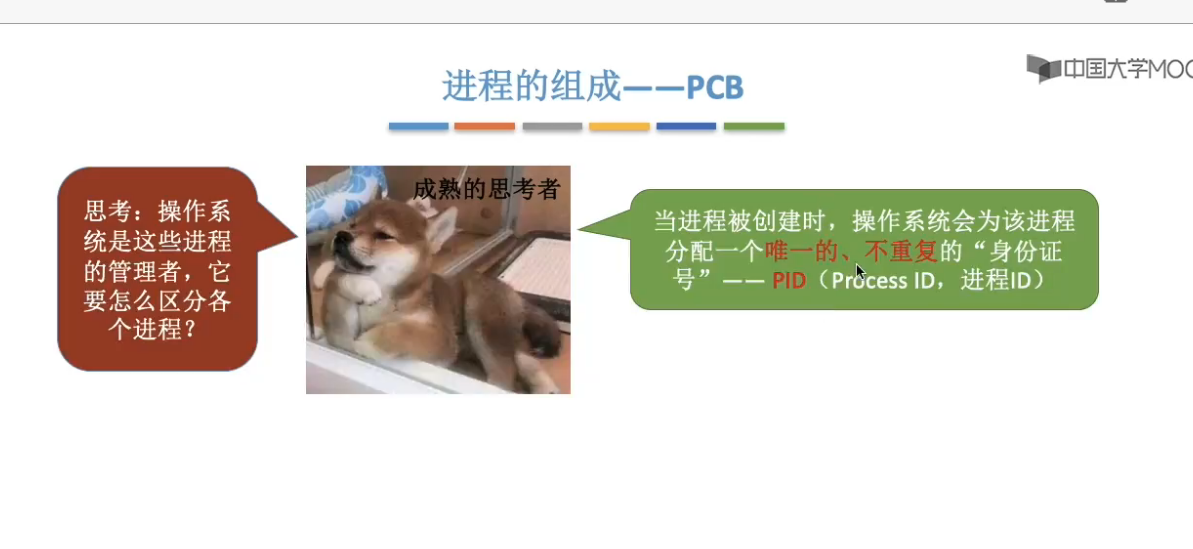 中国大学MOO
进程的组成——PCB
思考：操作系
统是这些进程
的管理者，它
要怎么区分各
个进程？
成熟的思考者
当进程被创建时，操作系统会为该进程
分配一个唯一的、不重复的“身份证
号”—— PID（Process ID，进程ID）